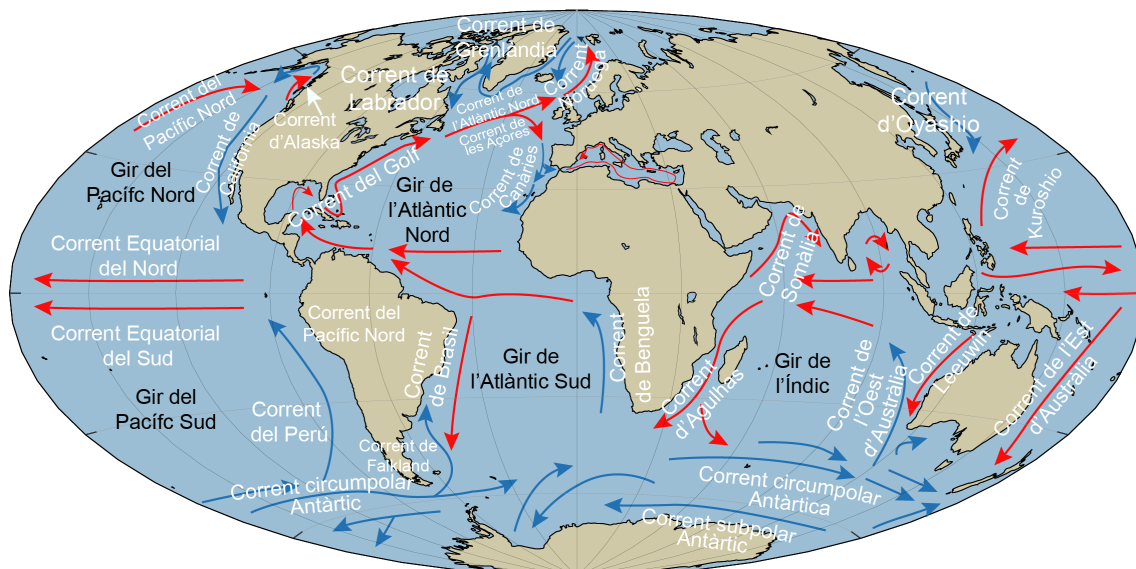 Corrent de
Grenlàndia
Corrent de
Labrador
Corrent
Noruega
Corrent del
Pacífic Nord
Corrent
d'Alaska
Corrent de
Califòrnia
Corrent de
l'Atlàntic Nord
Corrent de
les Açores
Corrent de
Canàries
Corrent del Golf
Corrent
d'Oyashio
Corrent
de
Kuroshio
Gir del
Pacífc Nord
Gir de
l'Atlàntic
Nord
Corrent Equatorial
del Nord
Corrent Equatorial
del Sud
Corrent del
Pacífic Nord
Corrent
de Brasil
Gir de
l'Atlàntic Sud
Corrent
de Benguela
Corrent de
Somàlia
Corrent
d'Agulhas
Gir de
l'Índic
Corrent de
l'Oest
d'Austràlia
Corrent de
Leeuwin
Corrent de l'Est
d'Austràlia
Gir del
Pacífc Sud
Corrent
del Perú
Corrent de
Falkland
Corrent circumpolar
Antàrtic
Corrent circumpolar
Antàrtica
Corrent subpolar
Antàrtic